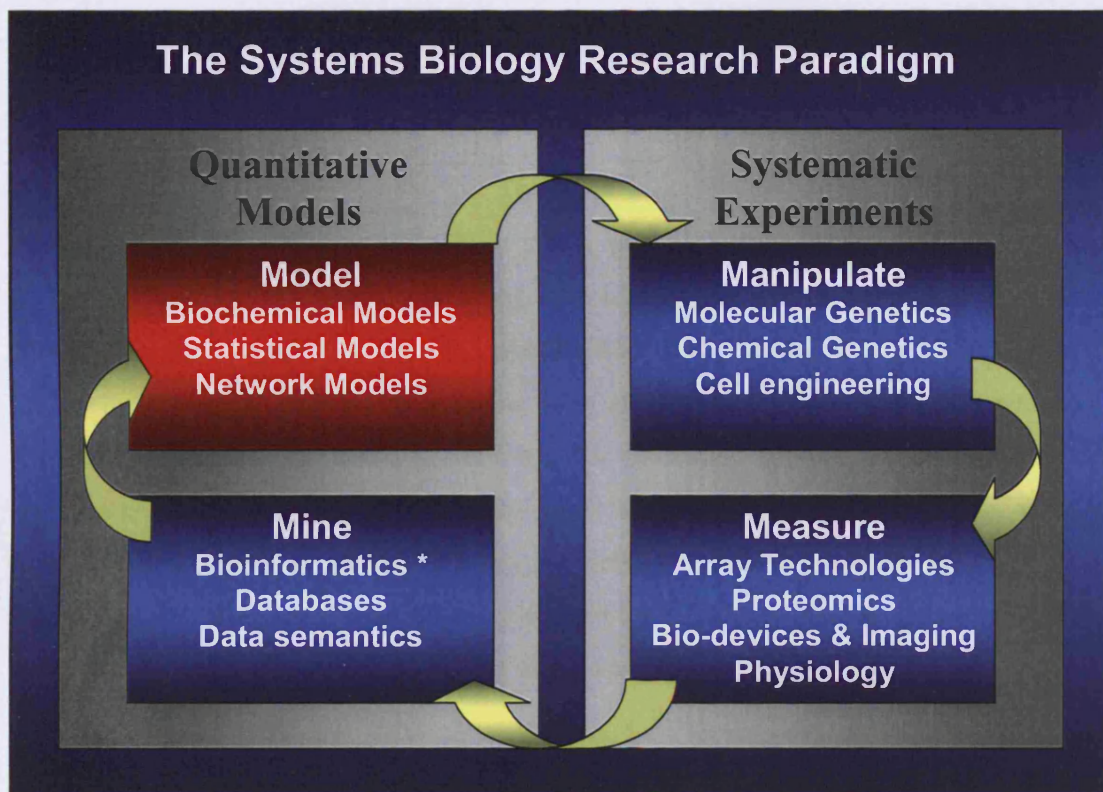 The Systems Biology Research Paradigm
Quantitative
Models
Model
Biochemical Models
Statistical Models
Network Models
Mine
Bioinformatics *
Databases
Data semantics
Systematic
Experiments
Manipulate
Molecular Genetics
Chemical Genetics
Cell engineering
Measure
Array Technologies
Proteomics
Bio-devices & Imaging
Physiology